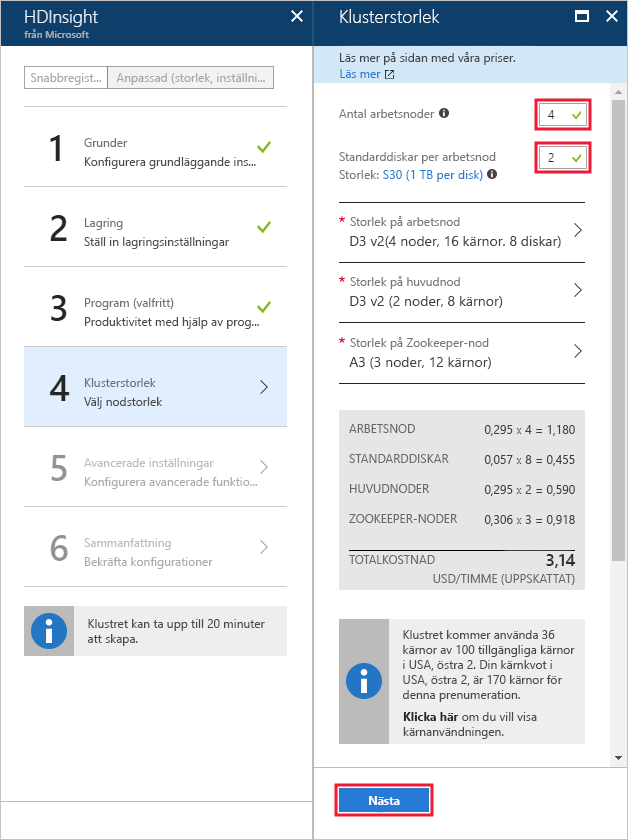 HDInsight
från Microsoft
Snabbregist...
Anpassad (storlek, inställni...
1
Grunder
Konfigurera grundläggande ins...
2
Lagring
Ställ in lagringsinställningar
3
Program (valfritt)
Produktivitet med hjälp av prog...
4
Klusterstorlek
Välj nodstorlek
5
Avancerade inställningar
Konfigurera avancerade funktio...
6
Sammanfattning
Bekräfta konfigurationer
Klustret kan ta upp till 20 minuter
att skapa.
Klusterstorlek
Läs mer på sidan med våra priser.
Läs mer
Antal arbetsnoder
4
Standarddiskar per arbetsnod
Storlek: S30 (1 TB per disk)
2
* Storlek på arbetsnod
D3 v2(4 noder, 16 kärnor. 8 diskar)
* Storlek på huvudnod
D3 v2 (2 noder, 8 kärnor)
* Storlek på Zookeeper-nod
A3 (3 noder, 12 kärnor)
ARBETSNOD 0,295 x 4 = 1,180
STANDARDDISKAR 0,057 x 8 = 0,455
HUVUDNODER 0,295 x 2 = 0,590
ZOOKEEPER-NODER 0,306 x 3 = 0,918
TOTALKOSTNAD 3,14
USD/TIMME (UPPSKATTAT)
Klustret kommer använda 36
kärnor av 100 tillgängliga kärnor
i USA, östra 2. Din kärnkvot i
USA, östra 2, är 170 kärnor för
denna prenumeration.
Klicka här om du vill visa
kärnanvändningen.
Nästa